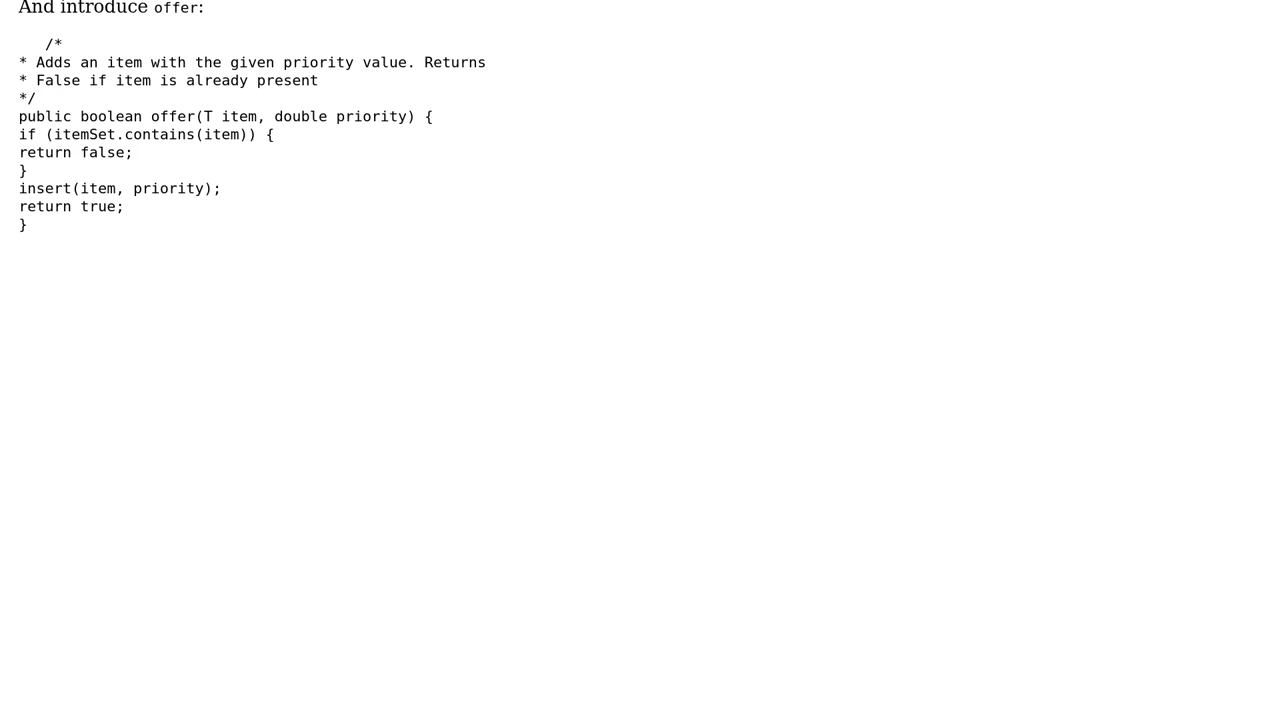 And introduce offer:
/*
* Adds an item with the given priority value. Returns
* False if item is already present
*/
public boolean offer(T item, double priority) {
if (itemSet.contains(item)) {
return false;
}
insert(item, priority);
return true;
}